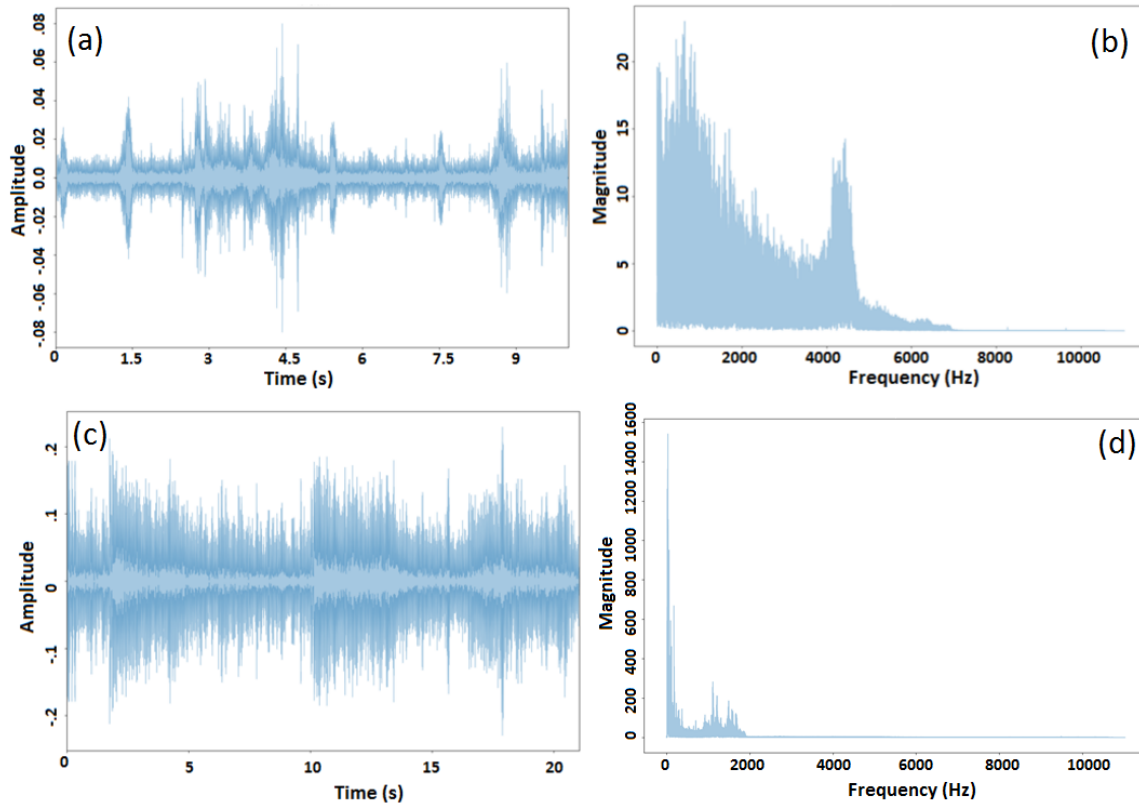 (a)
Amplitude
.08
.06
.04
.02
0.0
-.02
-.04
-.06
-.08
0 1.5 3 4.5 6 7.5 9
Time (s)
(b)
Magnitude
20
15
10
5
0
0 2000 4000 6000 8000 10000
Frequency (Hz)
(c)
Amplitude
.2
.1
0
-.1
-.2
0 5 10 15 20
Time (s)
(d)
Magnitude
1600
1400
1200
1000
800
600
400
200
0
0 2000 4000 6000 8000 10000
Frequency (Hz)